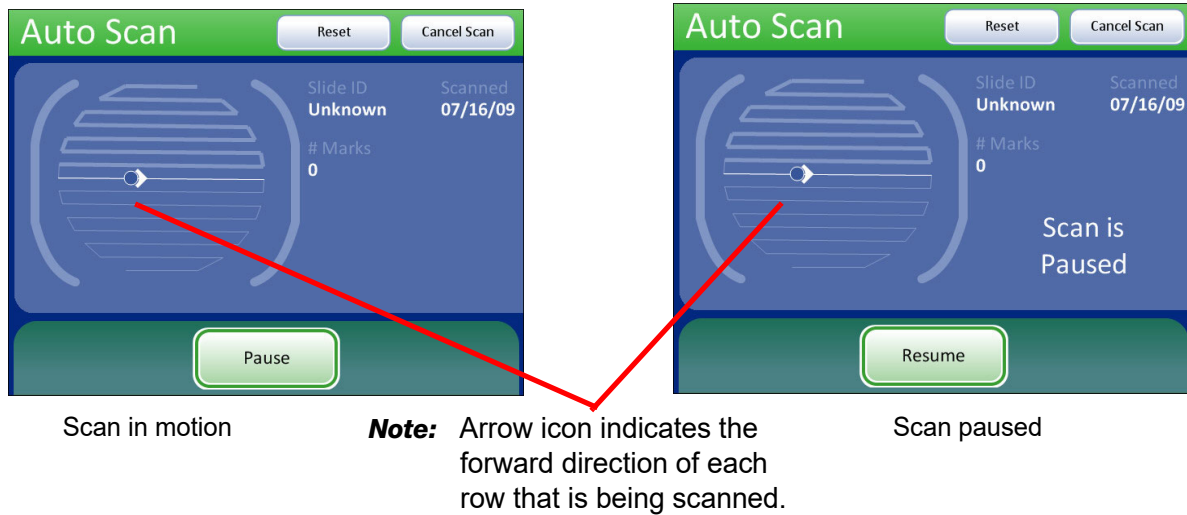 Auto Scan
Reset
Cancel Scan
Slide ID
Scanned
Unknown
07/16/09
# Marks
0
Pause
Scan in motion
Auto Scan
Reset
Cancel Scan
Slide ID
Scanned
Unknown
07/16/09
# Marks
0
Scan is
Paused
Resume
Scan paused
Note: Arrow icon indicates the
forward direction of each
row that is being scanned.